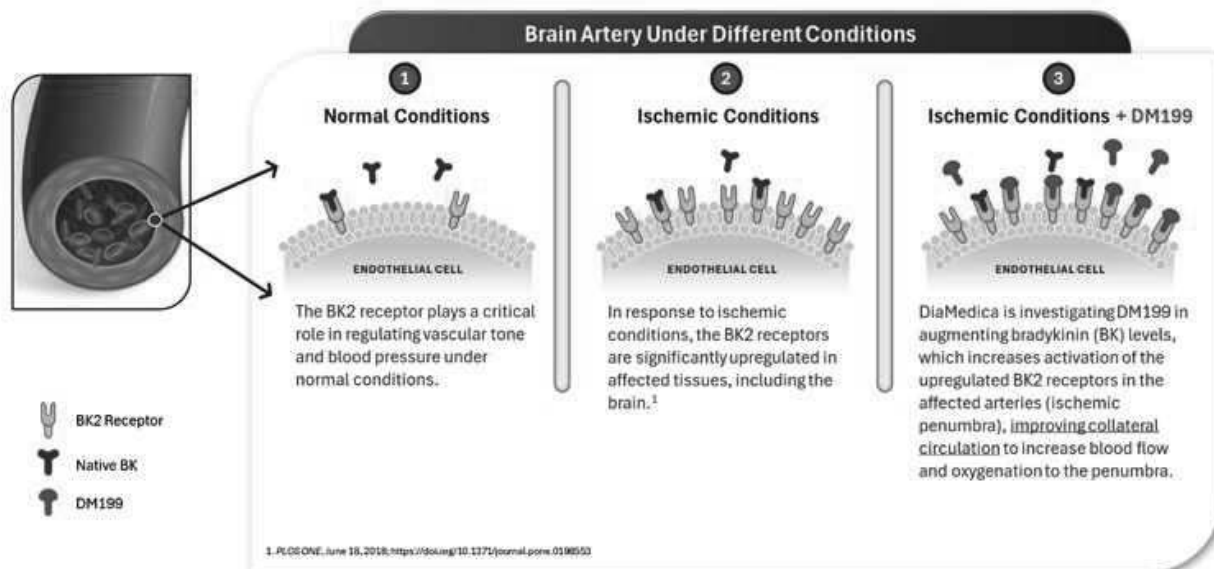 Brain Artery Under Different Conditions
1
Normal Conditions
ENDOTHELIAL CELL
The BK2 receptor plays a critical
role in regulating vascular tone
and blood pressure under
normal conditions.
2
Ischemic Conditions
ENDOTHELIAL CELL
In response to ischemic
conditions, the BK2 receptors
are significantly upregulated in
affected tissues, including the
brain.1
3
Ischemic Conditions + DM199
ENDOTHELIAL CELL
DiaMedica is investigating DM199 in
augmenting bradykinin (BK) levels,
which increases activation of the
upregulated BK2 receptors in the
affected arteries (ischemic
penumbra), improving collateral
circulation to increase blood flow
and oxygenation to the penumbra.
BK2 Receptor
Native BK
DM199
1. PLOS ONE, June 18, 2018; https://doi.org/10.1371/journal.pone.0198553